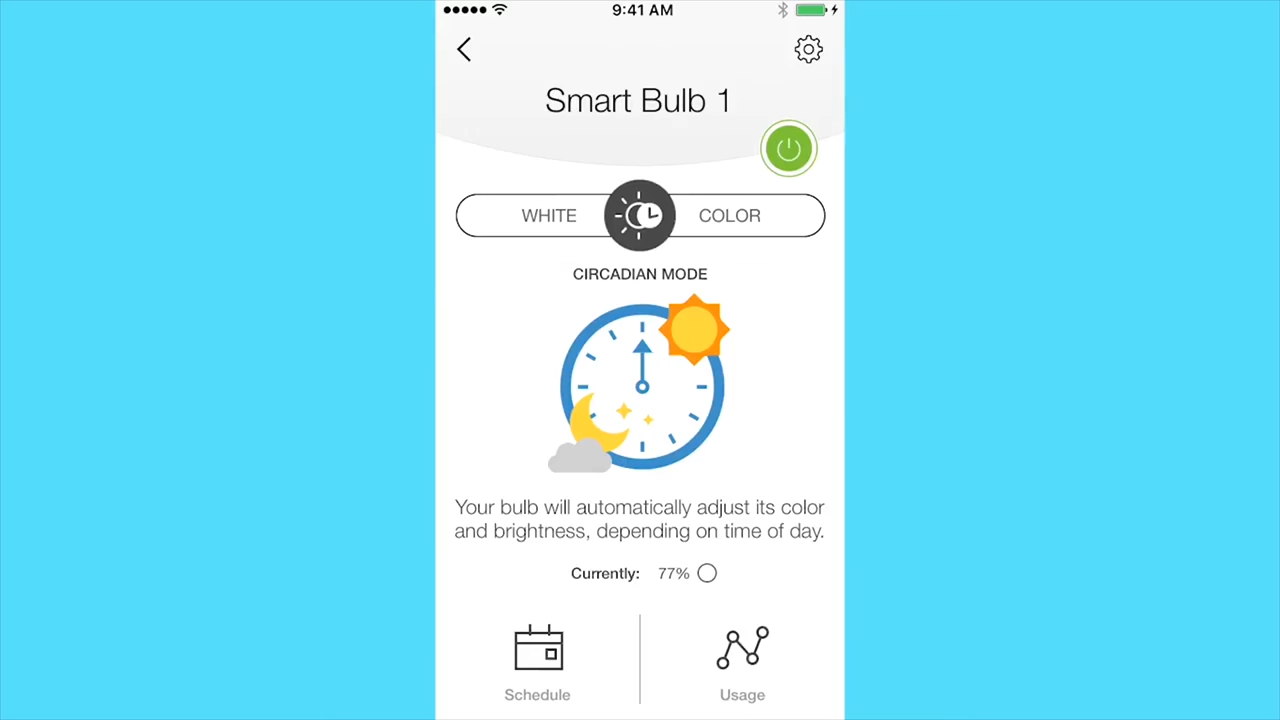 9:41 AM
Smart Bulb 1
WHITE COLOR
CIRCADIAN MODE
Your bulb will automatically adjust its color
and brightness, depending on time of day.
Currently: 77%
Schedule Usage